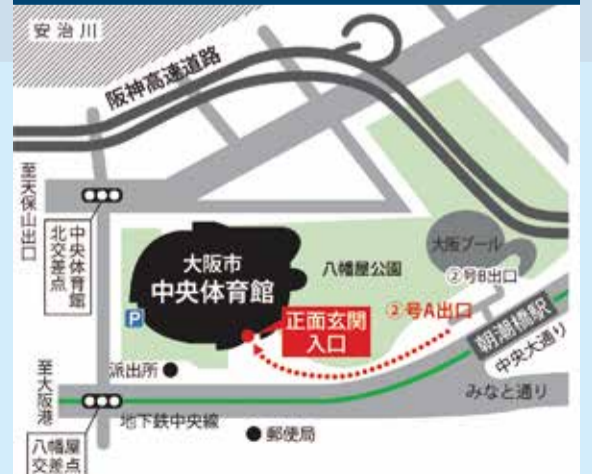 安治川
阪神高速道路
至天保山出口
中央体育館
北交差点
大阪市
中央体育館
八幡屋公園
大阪プール
②号B出口
P
正面玄関
入口
②号A出口
朝潮橋駅
中央大通り
派出所
みなと通り
至大阪港
地下鉄中央線
郵便局
八幡屋
交差点